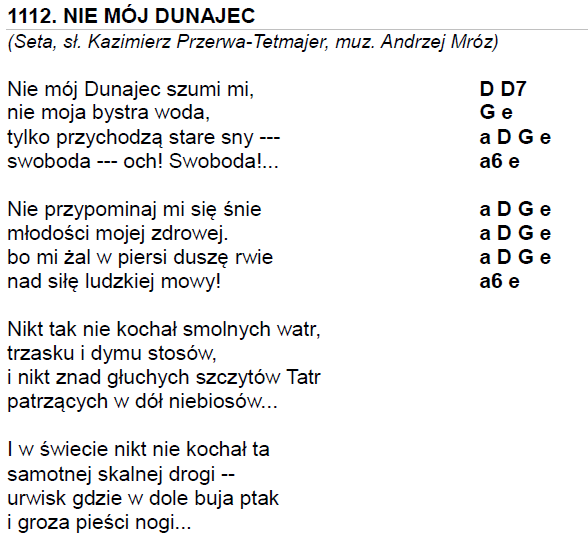 1112. NIE MÓJ DUNAJEC
(Seta, sł. Kazimierz Przerwa-Tetmajer, muz. Andrzej Mróz)
Nie mój Dunajec szumi mi, D D7
nie moja bystra woda, G e
tylko przychodzą stare sny --- a D G e
swoboda --- och! Swoboda!... a6 e
Nie przypominaj mi się śnie a D G e
młodości mojej zdrowej. a D G e
bo mi żal w piersi duszę rwie a D G e
nad siłę ludzkiej mowy! a6 e
Nikt tak nie kochał smolnych watr,
trzasku i dymu stosów,
i nikt znad głuchych szczytów Tatr
patrzących w dół niebiosów...
I w świecie nikt nie kochał ta
samotnej skalnej drogi --
urwisk gdzie w dole buja ptak
i groza pieści nogi...